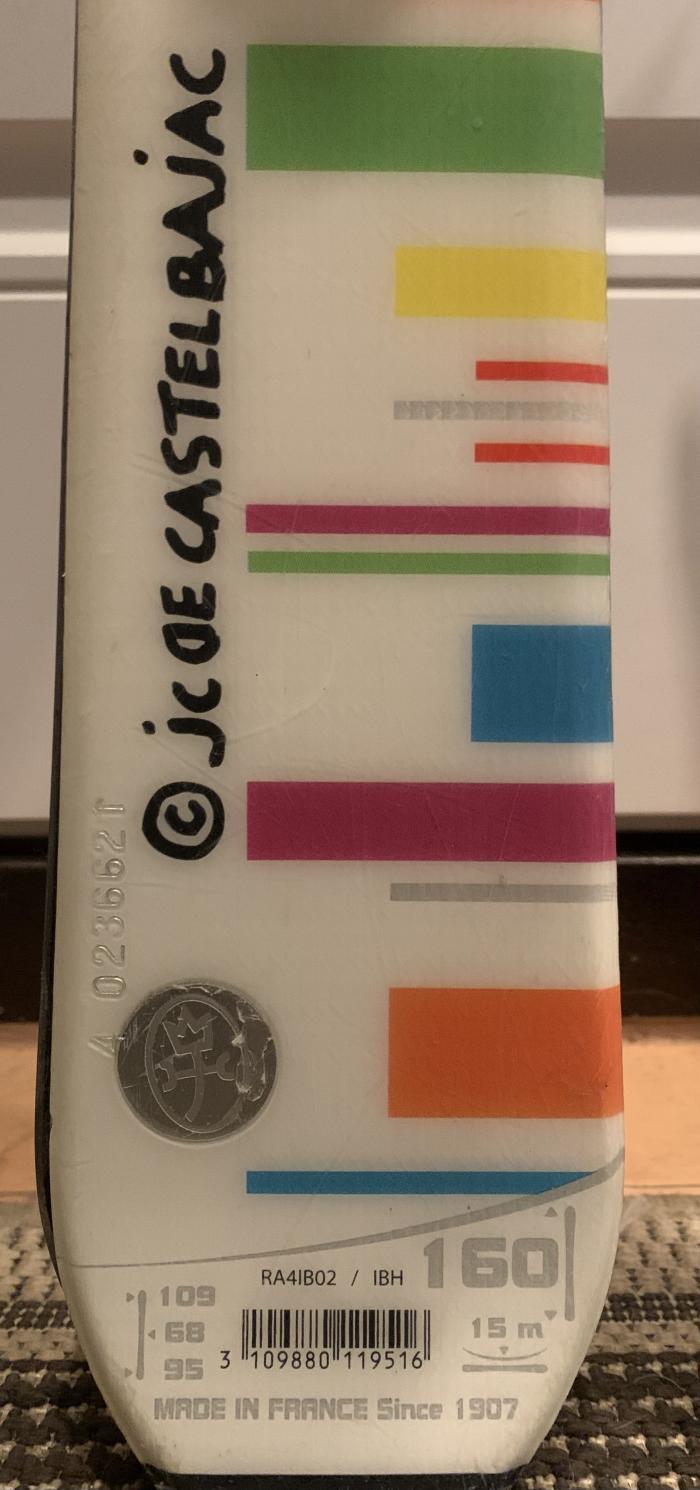 © jc DE CASTELBAJAC
A 0236621
RA4IB02 / IBH
160
109
68
95
15 m
3 109880 119516
MADE IN FRANCE Since 1907